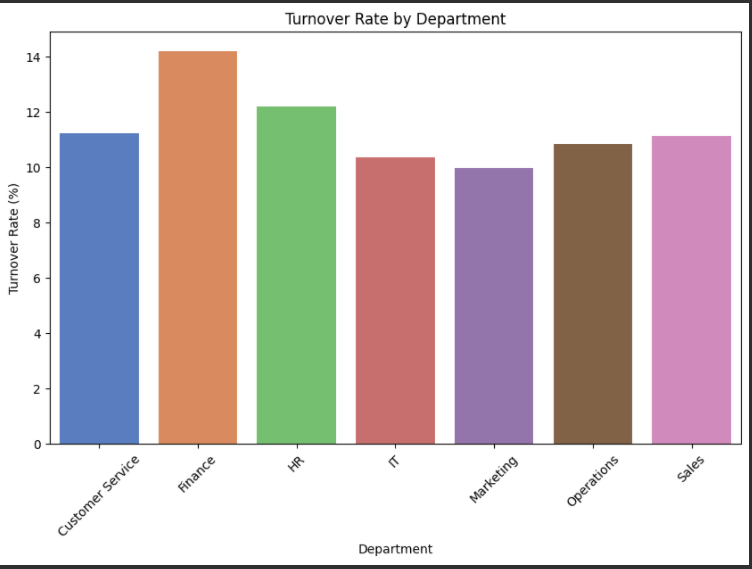 Turnover Rate by Department
Turnover Rate (%)
14
12
10
8
6
4
2
0
Customer Service
Finance
HR
IT
Marketing
Operations
Sales
Department